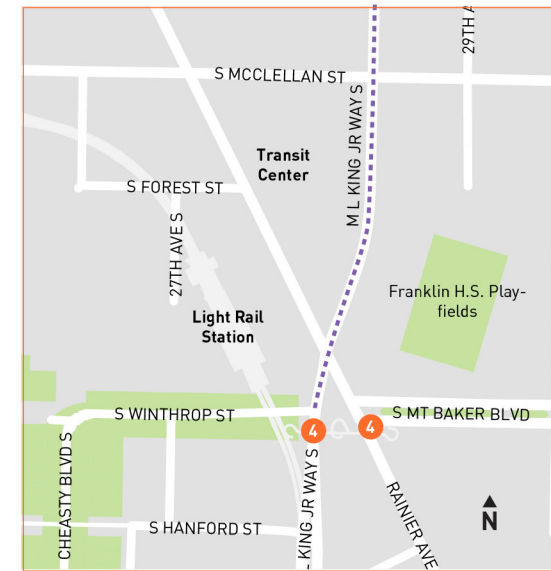 29TH A
S MCCLELLAN ST
M L KING JR WAY S
Transit
Center
S FOREST ST
27TH AVE S
Franklin H.S. Play-
fields
Light Rail
Station
S WINTHROP ST
S MT BAKER BLVD
4
4
CHEASTY BLVD S
KING JR WAY S
RAINIER AVE
N
S HANFORD ST